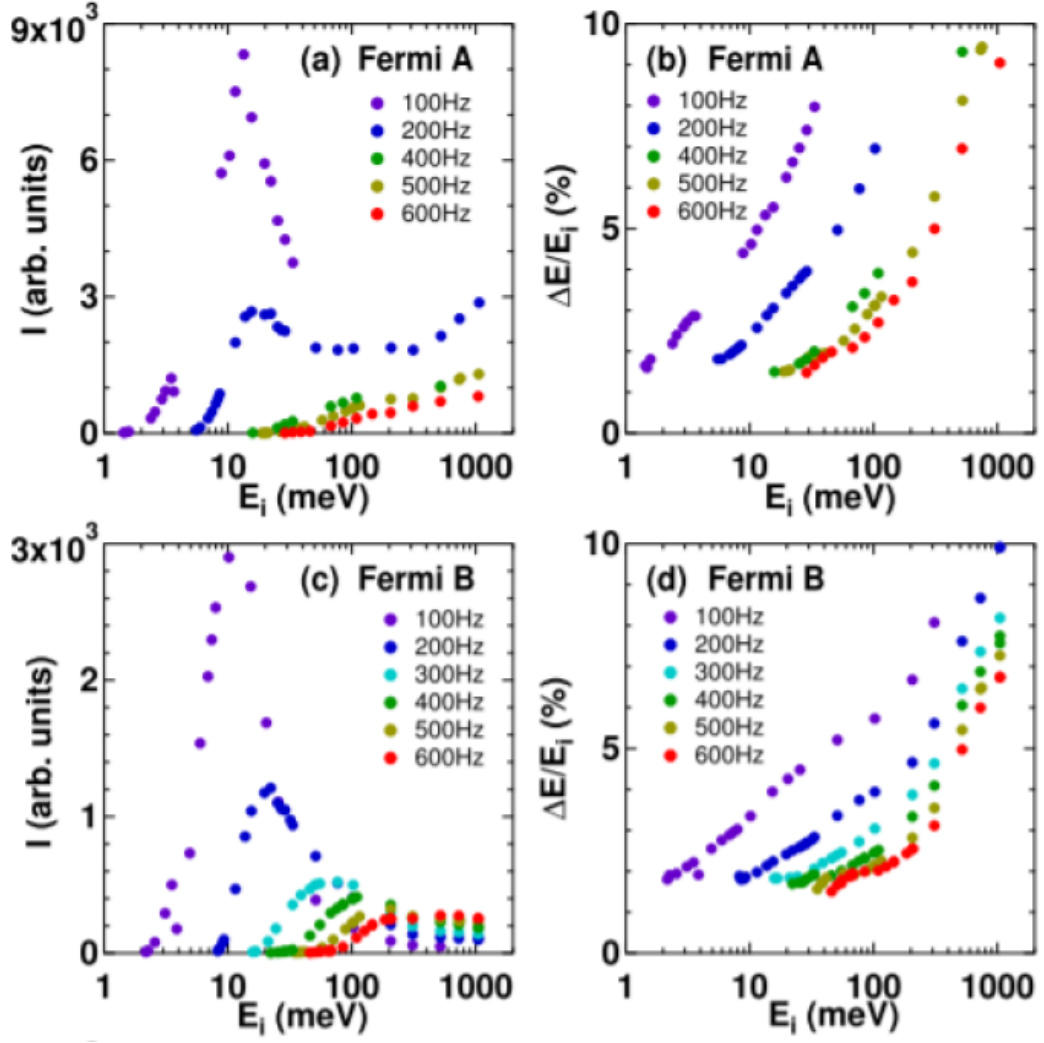 9x10³
6
3
0
I (arb. units)
(a) Fermi A
100Hz
200Hz
400Hz
500Hz
600Hz
1 10 100 1000
Eᵢ (meV)
10
5
0
ΔE/Eᵢ (%)
(b) Fermi A
100Hz
200Hz
400Hz
500Hz
600Hz
1 10 100 1000
Eᵢ (meV)
3x10³
2
1
0
I (arb. units)
(c) Fermi B
100Hz
200Hz
300Hz
400Hz
500Hz
600Hz
1 10 100 1000
Eᵢ (meV)
10
5
0
ΔE/Eᵢ (%)
(d) Fermi B
100Hz
200Hz
300Hz
400Hz
500Hz
600Hz
1 10 100 1000
Eᵢ (meV)